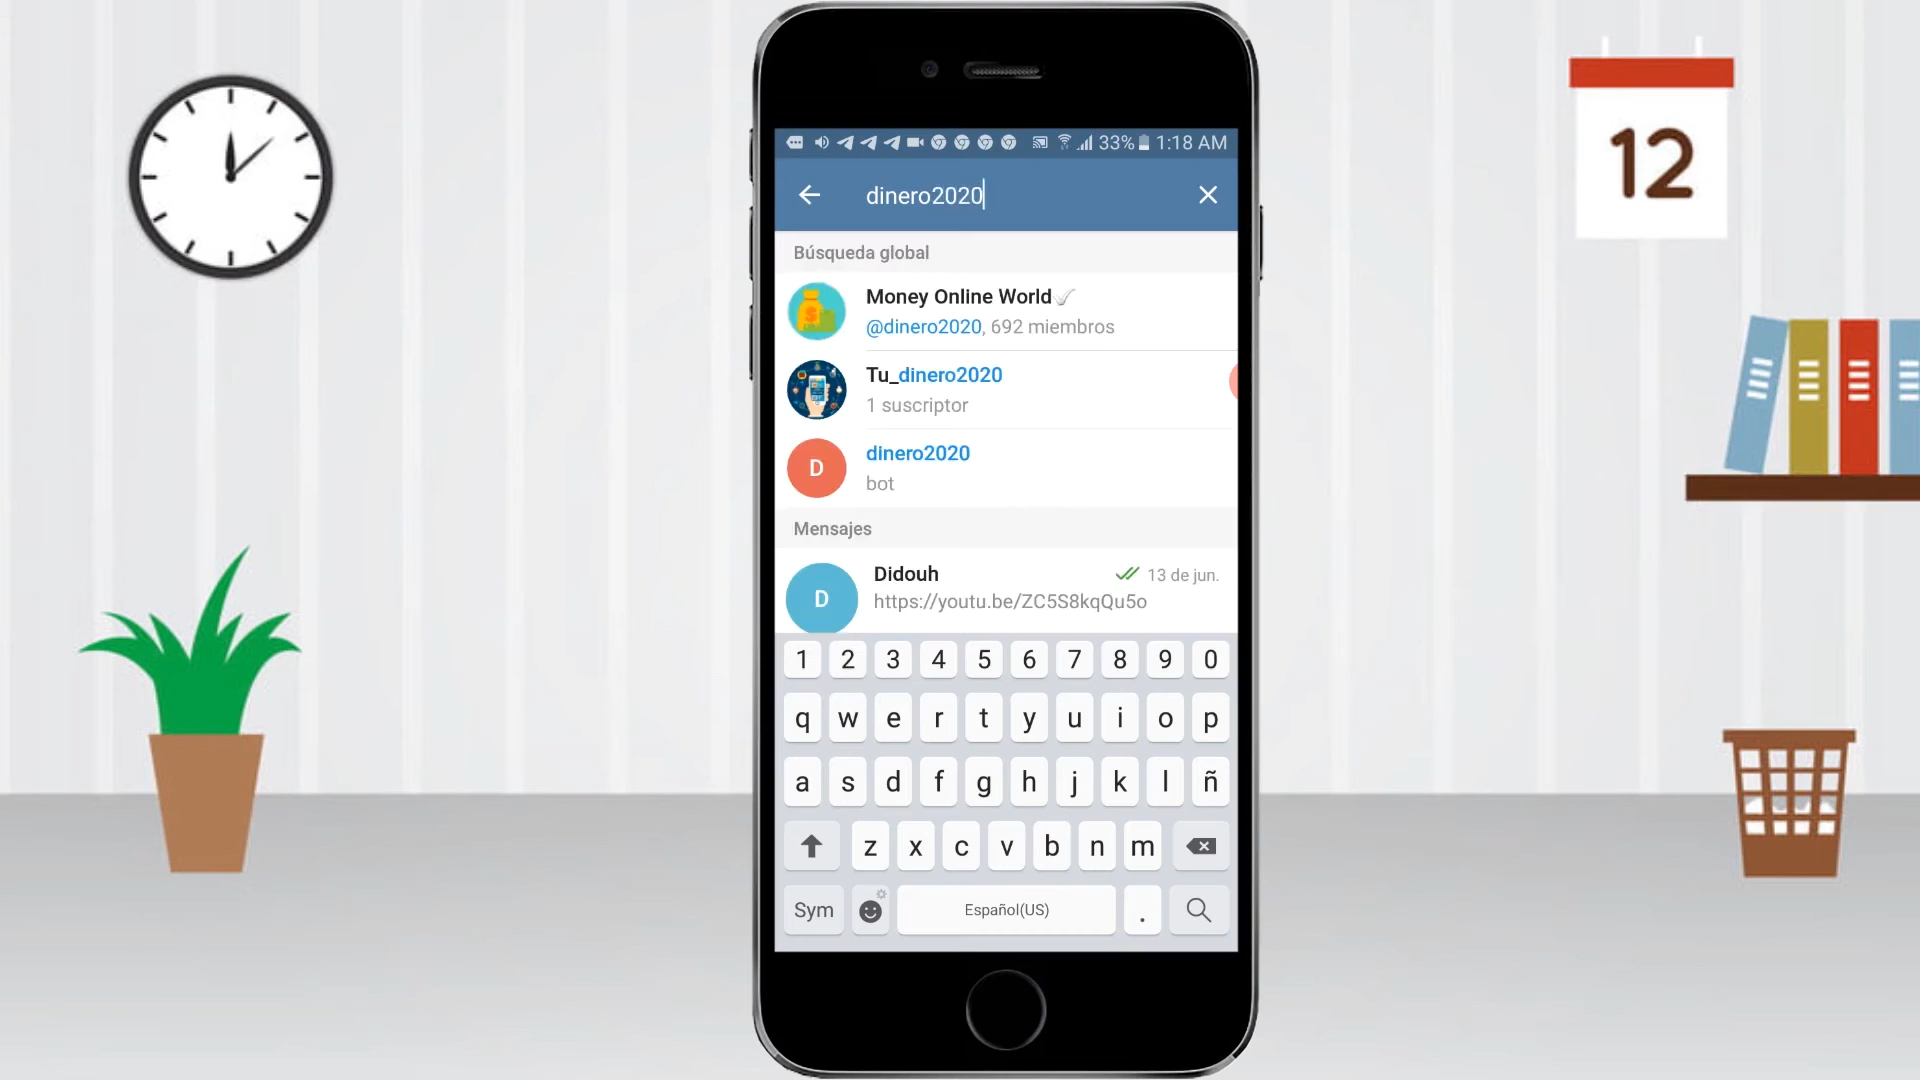 33% 1:18 AM
dinero2020
Búsqueda global
Money Online World
@dinero2020, 692 miembros
Tu_dinero2020
1 suscriptor
D
dinero2020
bot
Mensajes
D
Didouh
13 de jun.
https://youtu.be/ZC5S8kqQu5o
1 2 3 4 5 6 7 8 9 0
q w e r t y u i o p
a s d f g h j k l ñ
z x c v b n m
Sym
Español(US)
.
12